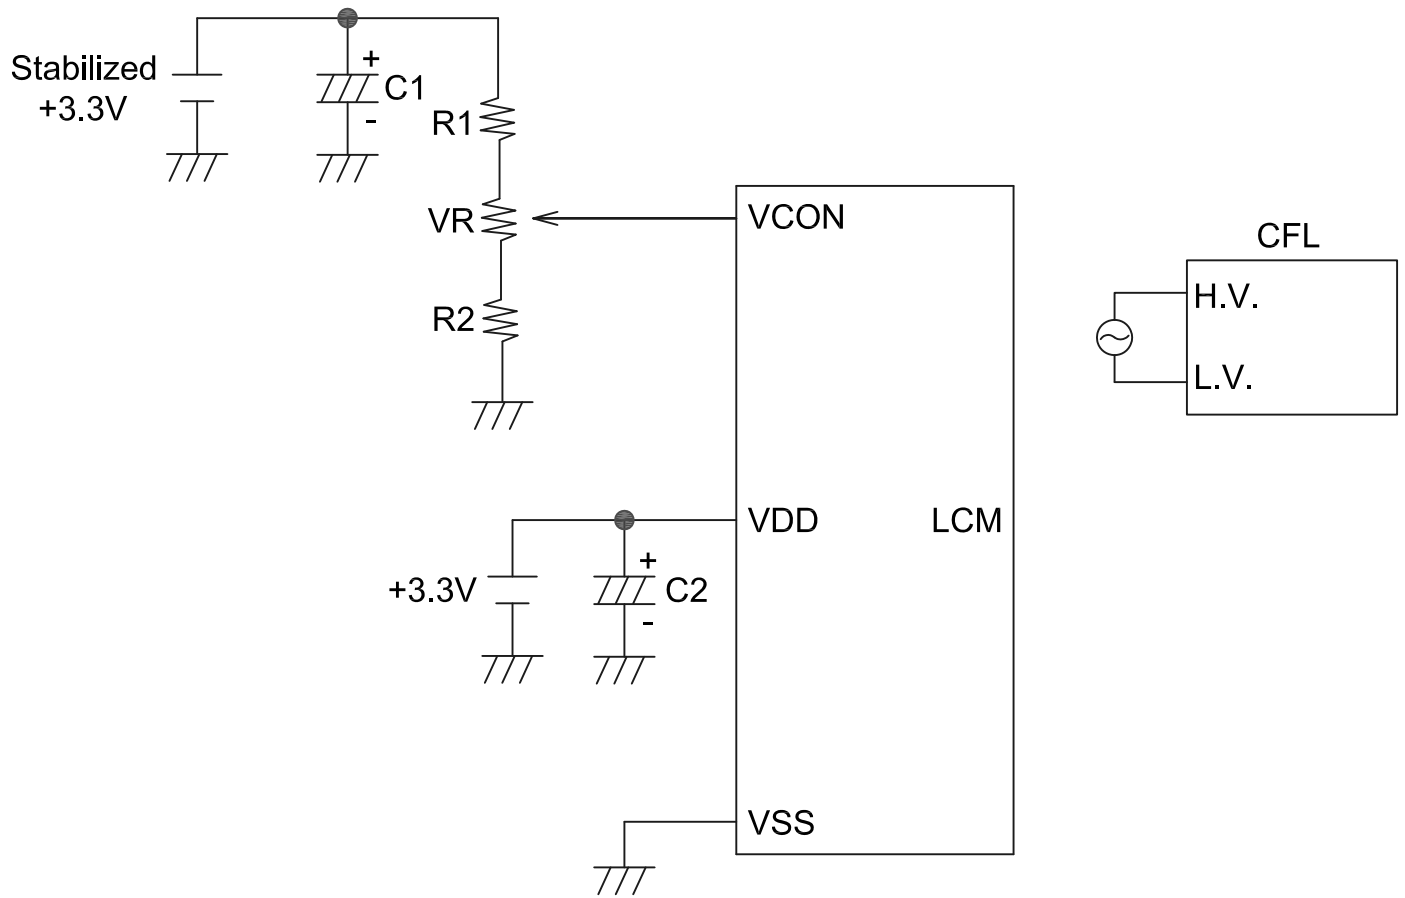 Stabilized
+3.3V
+
C1
-
R1
VR
R2
VCON
CFL
H.V.
L.V.
VDD
LCM
+3.3V
+
C2
-
VSS